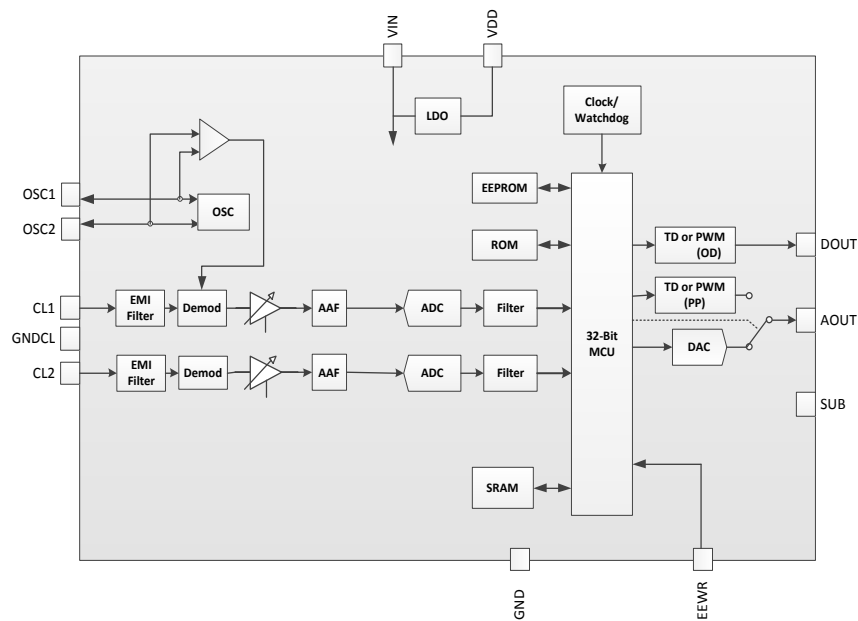 VIN
VDD
LDO
Clock/
Watchdog
OSC1
OSC
OSC2
EEPROM
ROM
TD or PWM
(OD)
DOUT
TD or PWM
(PP)
CL1
EMI
Filter
Demod
AAF
ADC
Filter
AOUT
GNDCL
32-Bit
MCU
DAC
CL2
EMI
Filter
Demod
AAF
ADC
Filter
SUB
SRAM
GND
EEWR